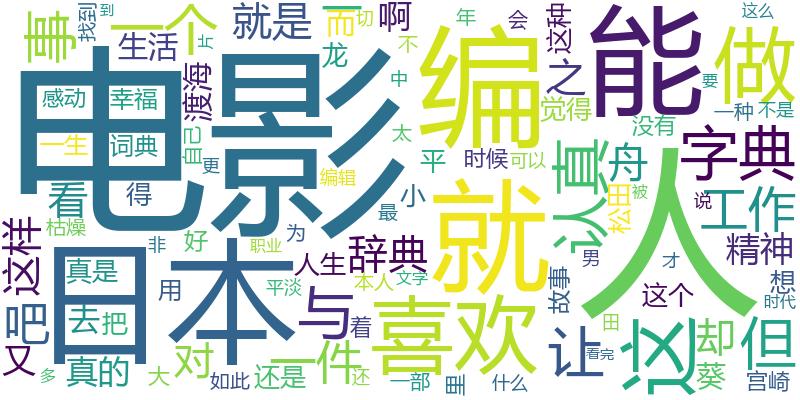 事
一个
就是
找到
到
片
切
而
一
啊
年
不
会
这种
之
能
做
这么
要
一种
不是
生活
渡海
龙
中
太
编
觉得
没有
电影
感动
幸福
一生
词典
自己
更
编辑
最
小
平
时候
可以
认真
舟
字典
看
枯燥
得
人
松田
被
说
工作
这样
日本
真是
非
好
为
职业
人生
辞典
就
精神
男
才
想
故事
这个
时代
吧
去
把
用
平淡
与
本人
文字
着
喜欢
田
又
真的
多
大
对
如此
一件
还是
还
一部
里
什么
让
看完
这
却
葵
但
宫崎